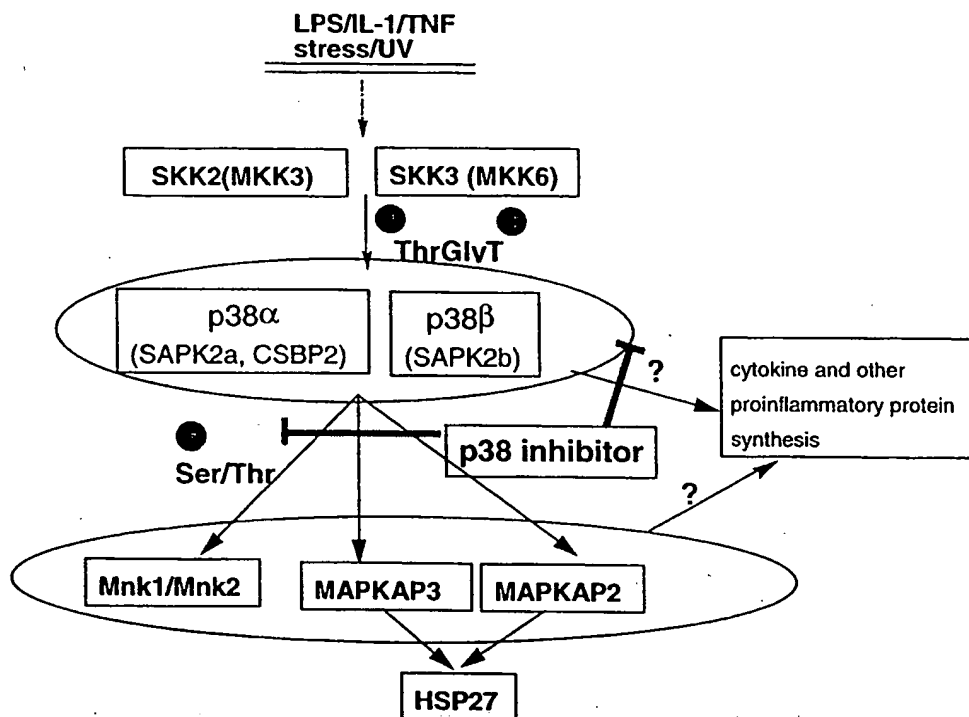 LPS/IL-1/TNF
stress/UV
SKK2(MKK3)
SKK3 (MKK6)
ThrGlvT
p38α
(SAPK2a, CSBP2)
p38β
(SAPK2b)
?
cytokine and other
proinflammatory protein
synthesis
p38 inhibitor
Ser/Thr
?
Mnk1/Mnk2
MAPKAP3
MAPKAP2
HSP27